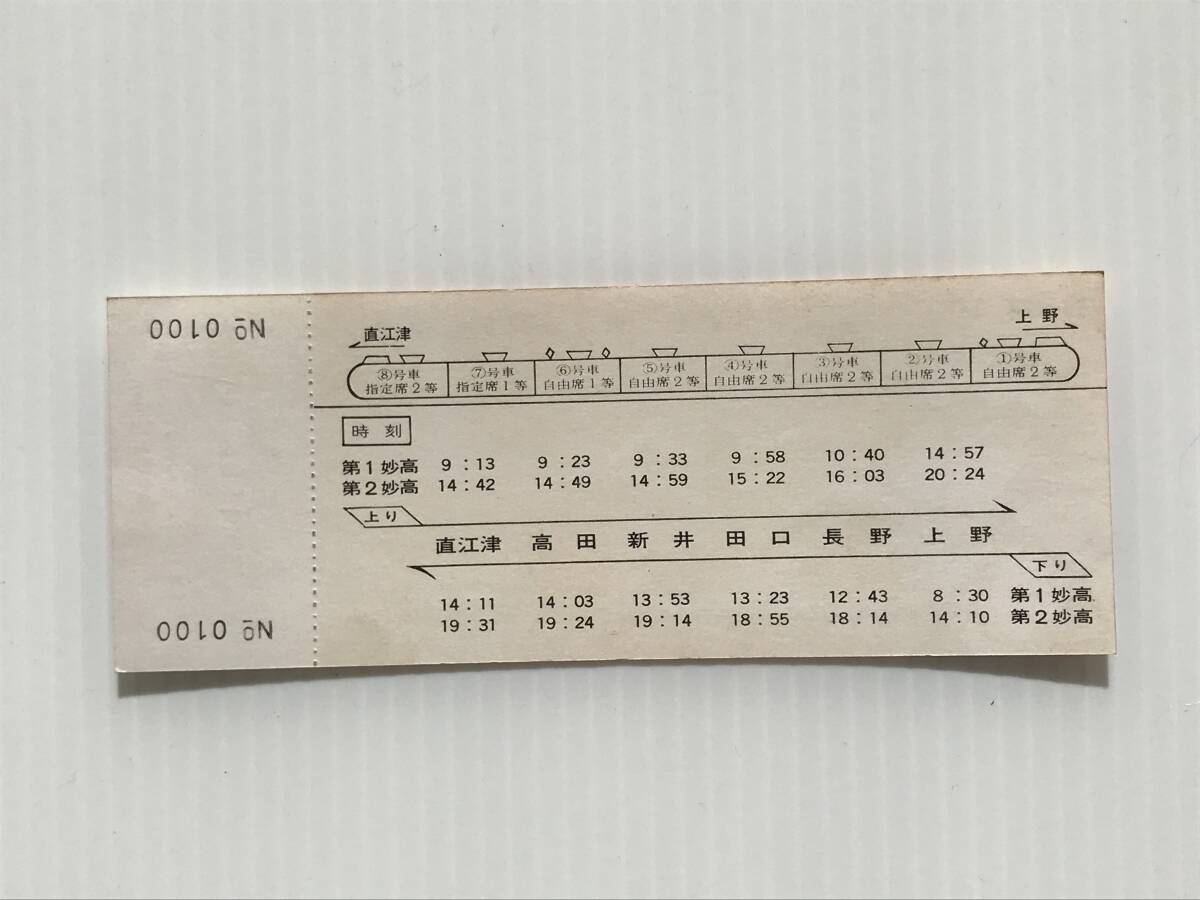 № 0100
№ 0100
直江津
上野
⑧号車 ⑦号車 ⑥号車 ⑤号車 ④号車 ③号車 ②号車 ①号車
指定席2等 指定席1等 自由席1等 自由席2等 自由席2等 自由席2等 自由席2等 自由席2等
時刻
第1妙高 9:13 9:23 9:33 9:58 10:40 14:57
第2妙高 14:42 14:49 14:59 15:22 16:03 20:24
上り
直江津 高田 新井 田口 長野 上野
下り
14:11 14:03 13:53 13:23 12:43 8:30 第1妙高
19:31 19:24 19:14 18:55 18:14 14:10 第2妙高